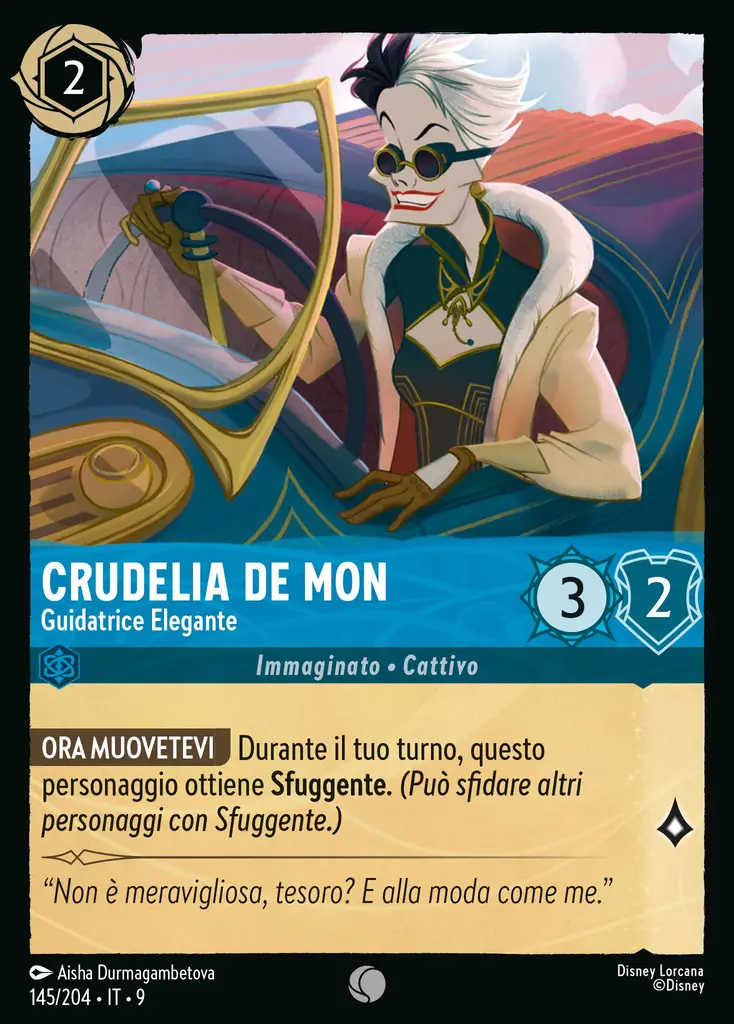 2
CRUDELIA DE MON
Guidatrice Elegante
3
2
Immaginato • Cattivo
ORA MUOVETEVI Durante il tuo turno, questo
personaggio ottiene Sfuggente. (Può sfidare altri
personaggi con Sfuggente.)
“Non è meravigliosa, tesoro? E alla moda come me.”
Aisha Durmagambetova
145/204 • IT • 9
Disney Lorcana
©Disney